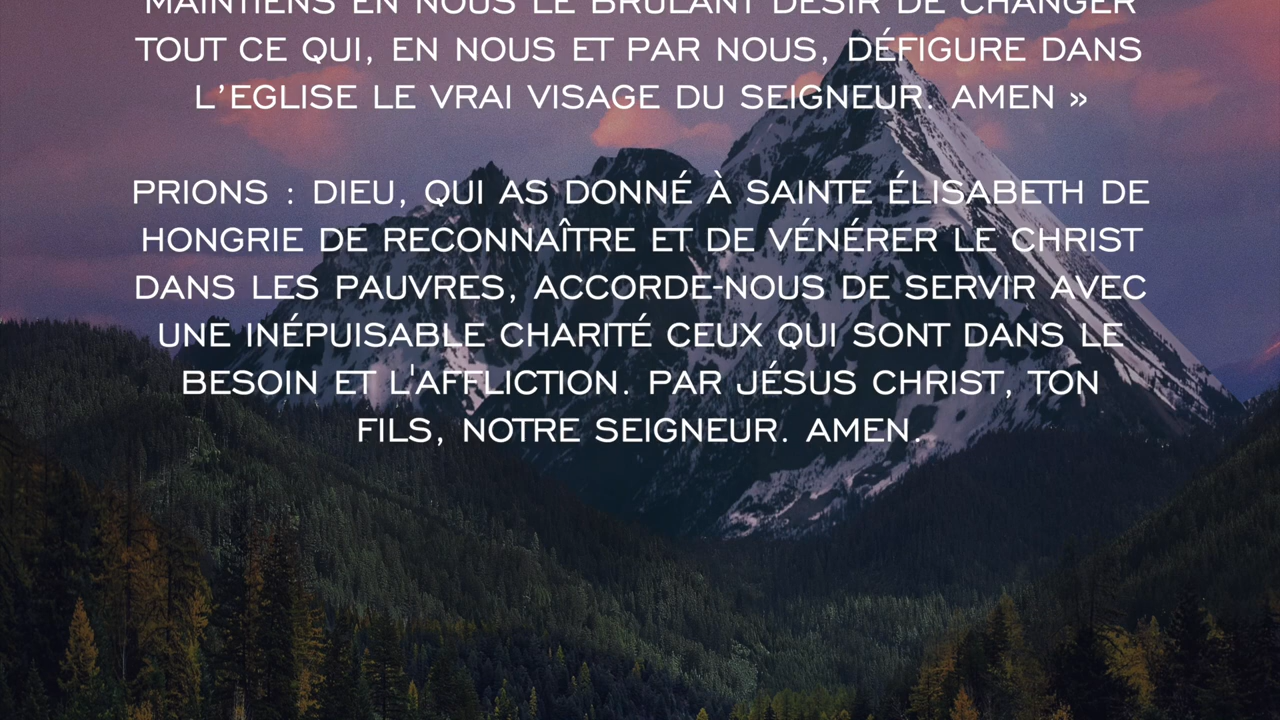 MAINTIENS EN NOUS LE BRÛLANT DÉSIR DE CHANGER
TOUT CE QUI, EN NOUS ET PAR NOUS, DÉFIGURE DANS
L’EGLISE LE VRAI VISAGE DU SEIGNEUR. AMEN »
PRIONS : DIEU, QUI AS DONNÉ À SAINTE ÉLISABETH DE
HONGRIE DE RECONNAÎTRE ET DE VÉNÉRER LE CHRIST
DANS LES PAUVRES, ACCORDE-NOUS DE SERVIR AVEC
UNE INÉPUISABLE CHARITÉ CEUX QUI SONT DANS LE
BESOIN ET L'AFFLICTION. PAR JÉSUS CHRIST, TON
FILS, NOTRE SEIGNEUR. AMEN.